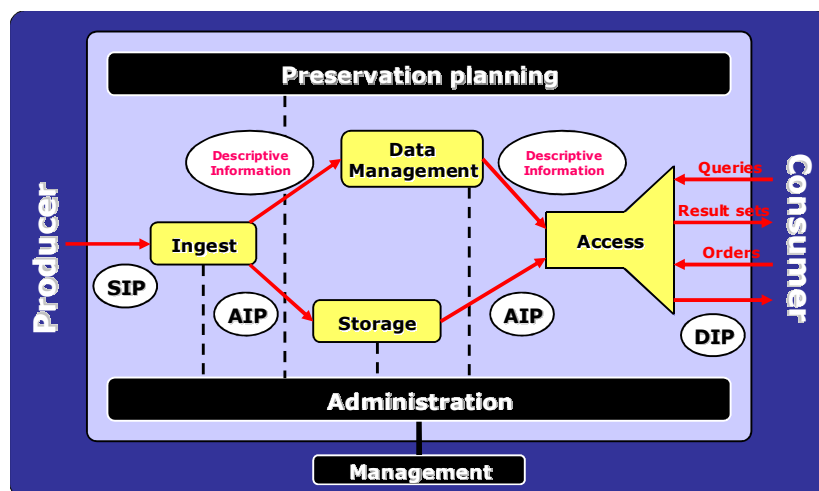 Preservation planning
Descriptive
Information
Data
Management
Descriptive
Information
Queries
Producer
Consumer
Result sets
Ingest
Access
Orders
SIP
AIP
Storage
AIP
DIP
Administration
Management